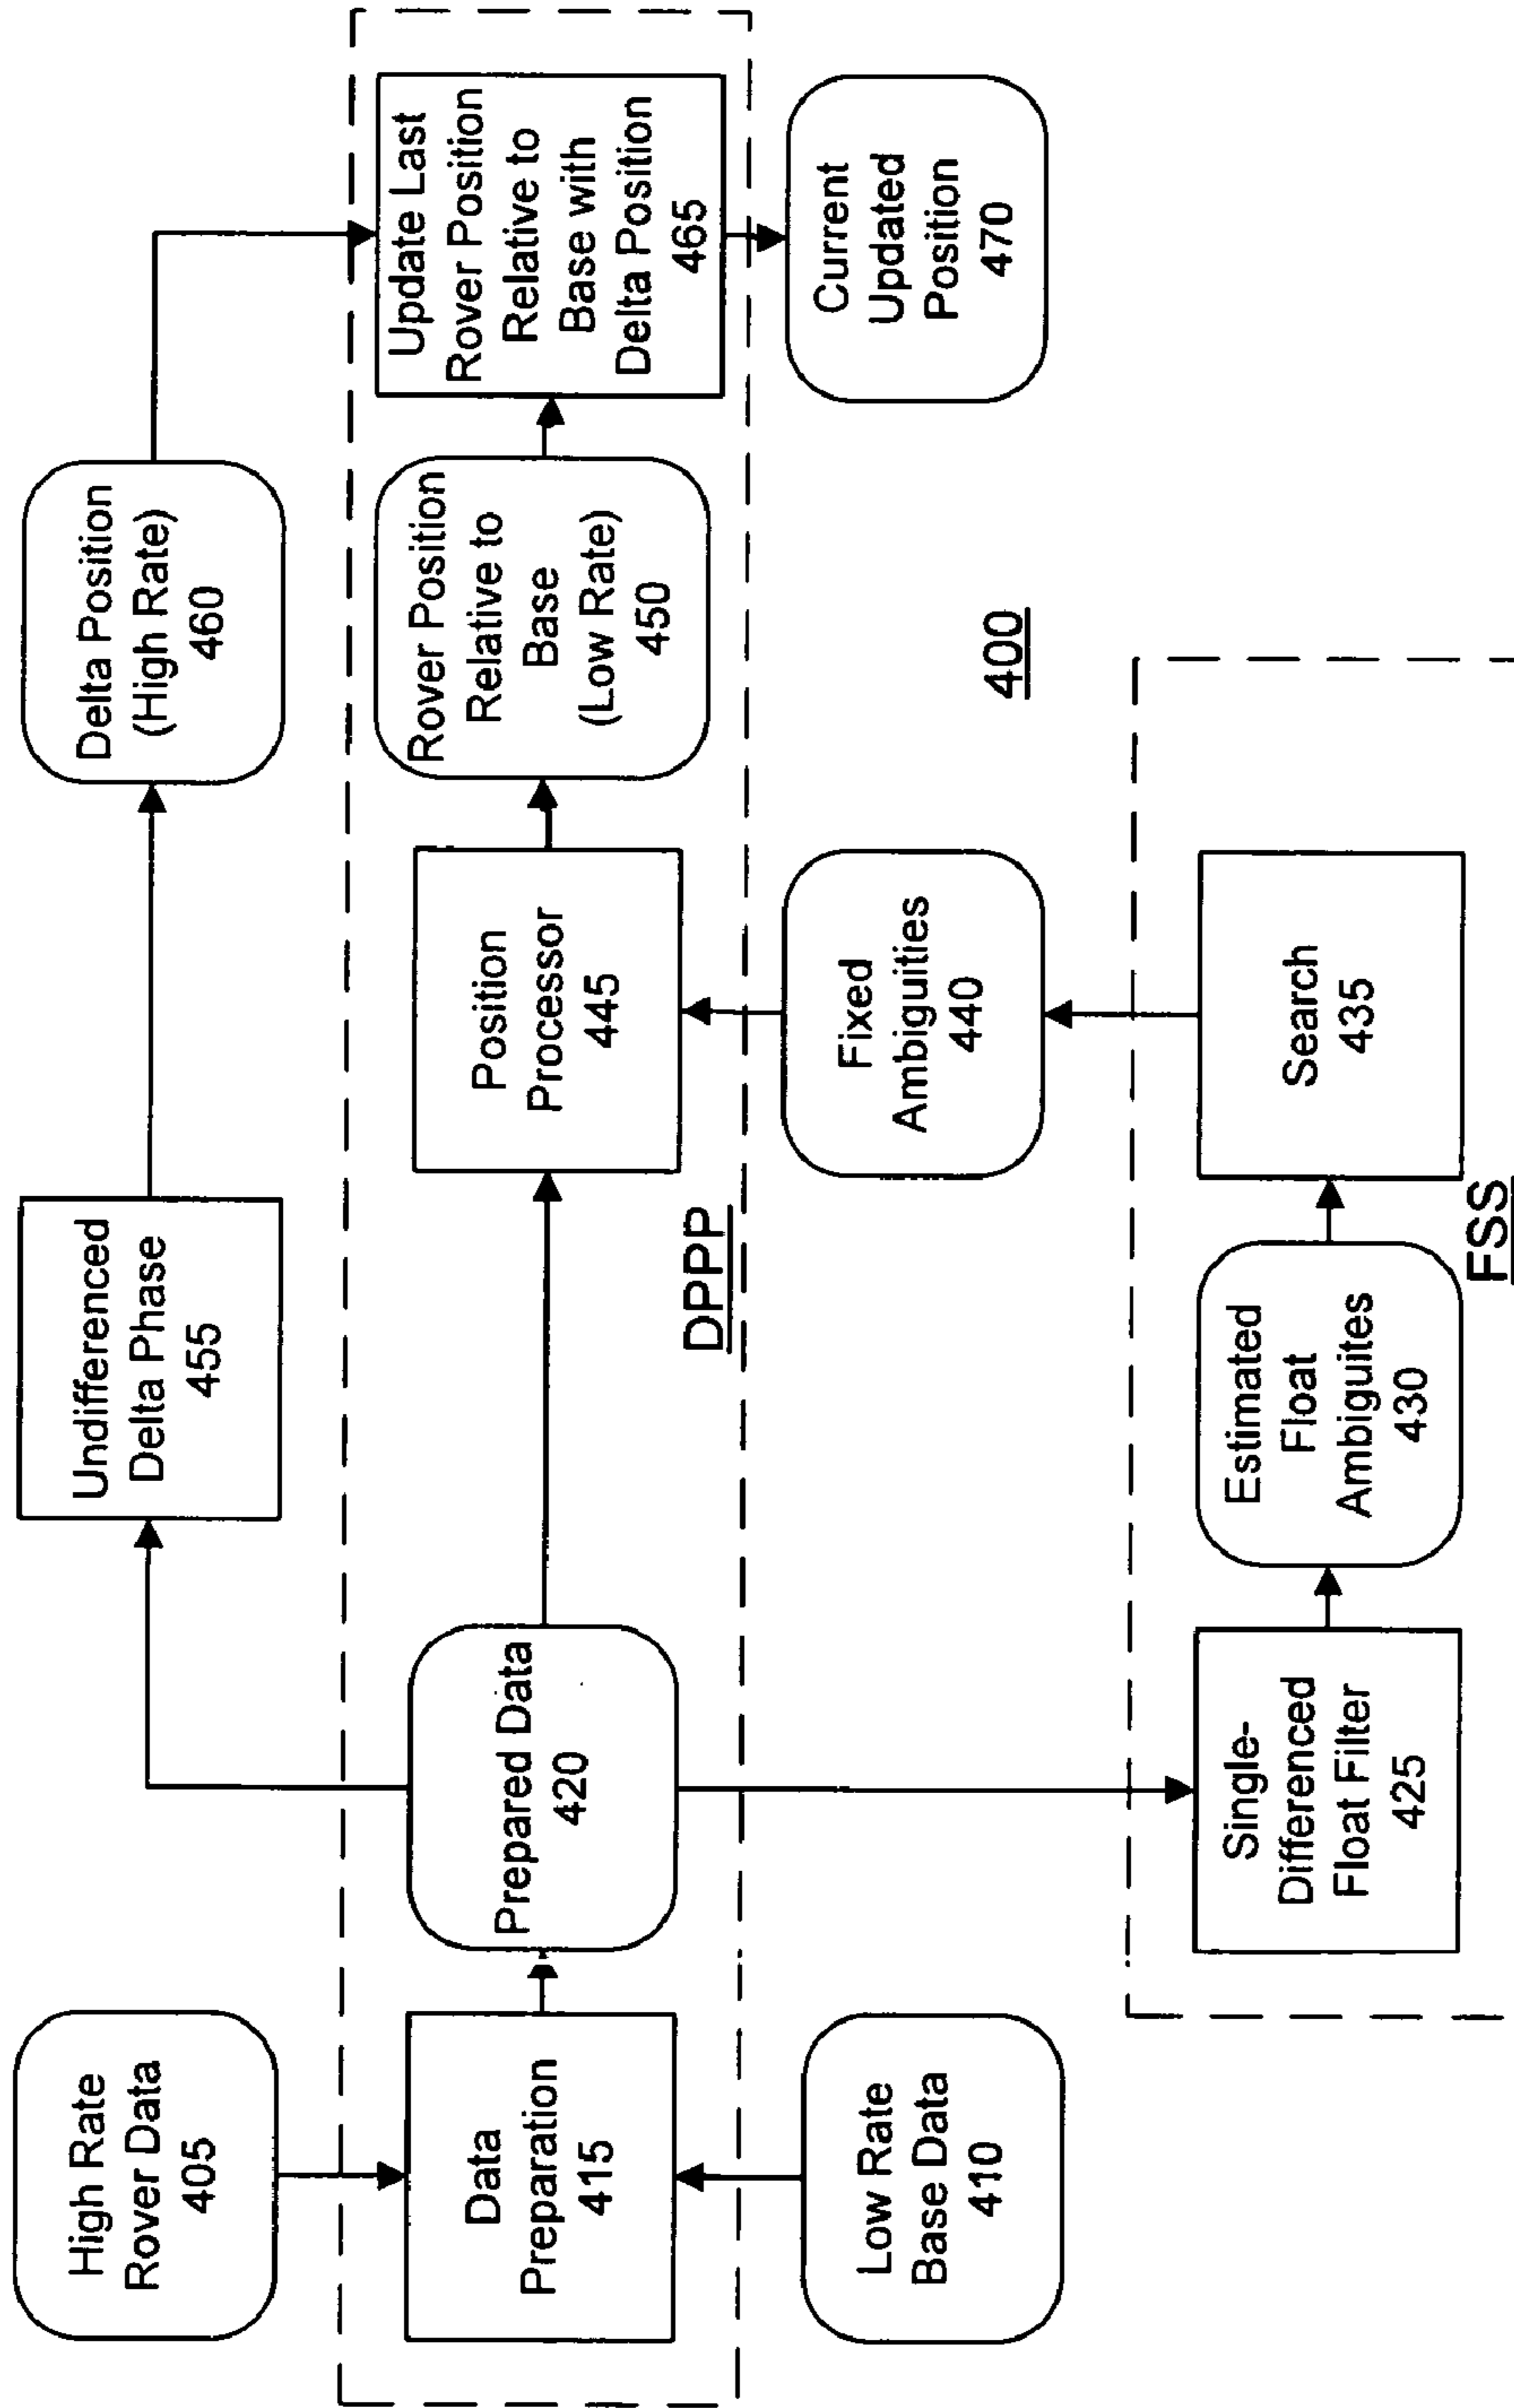 High Rate
Rover Data
405
Undifferenced
Delta Phase
455
Delta Position
(High Rate)
460
Data
Preparation
415
Prepared Data
420
Position
Processor
445
Rover Position
Relative to
Base
(Low Rate)
450
Update Last
Rover Position
Relative to
Base with
Delta Position
465
DPPP
Low Rate
Base Data
410
Fixed
Ambiguities
440
Current
Updated
Position
470
400
Single-
Differenced
Float Filter
425
Estimated
Float
Ambiguites
430
Search
435
FSS